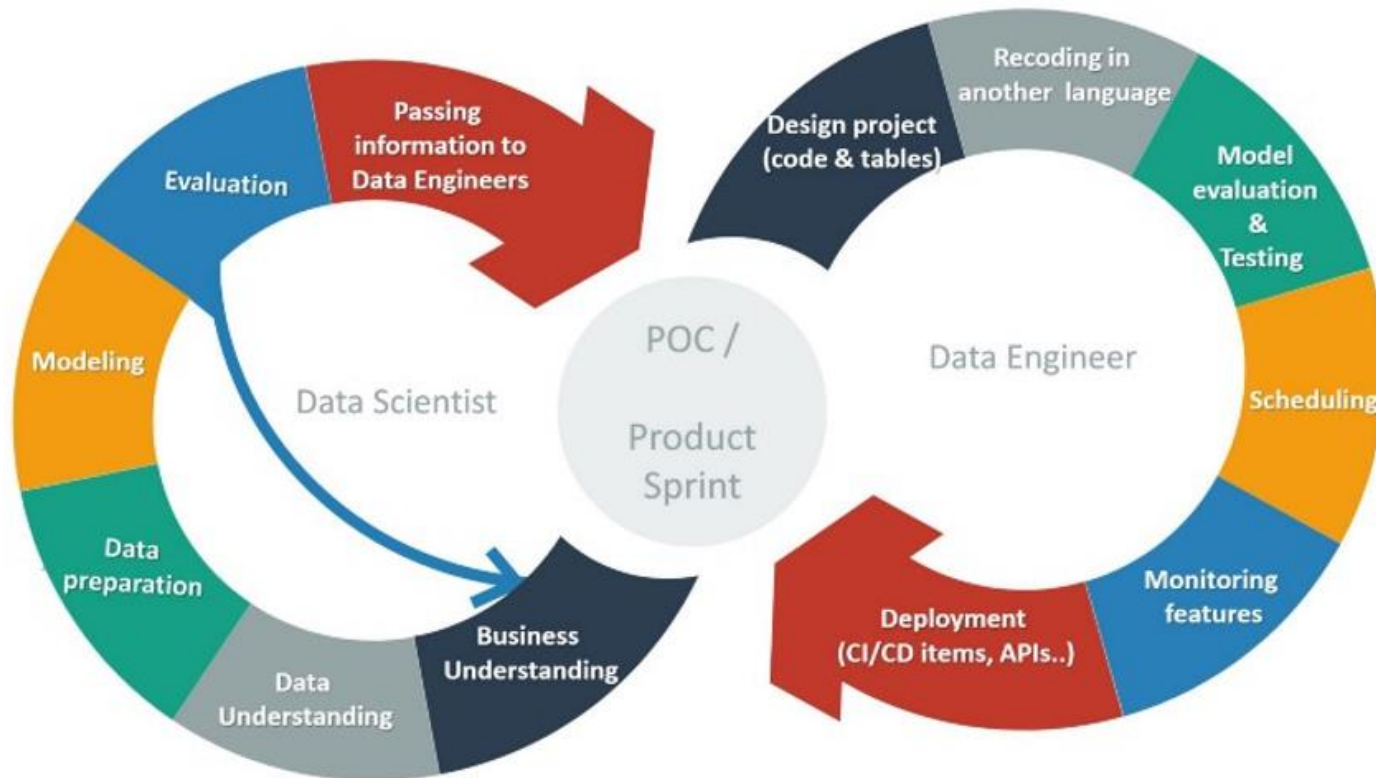 Passing
information to
Data Engineers
Evaluation
Modeling
Data
preparation
Data
Understanding
Business
Understanding
Data Scientist
POC /
Product
Sprint
Design project
(code & tables)
Recoding in
another language
Model
evaluation
&
Testing
Scheduling
Monitoring
features
Deployment
(CI/CD items, APIs..)
Data Engineer